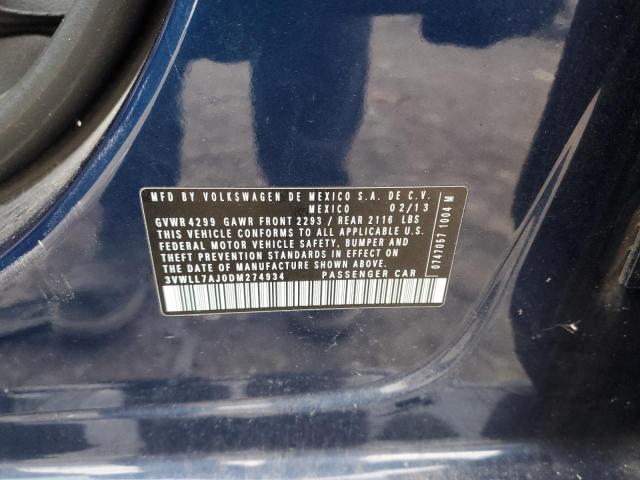 MFD BY VOLKSWAGEN DE MEXICO S.A. DE C.V.
MEXICO 02/13
GVWR 4299 GAWR FRONT 2293 / REAR 2116 LBS
THIS VEHICLE CONFORMS TO ALL APPLICABLE U.S.
FEDERAL MOTOR VEHICLE SAFETY, BUMPER AND
THEFT PREVENTION STANDARDS IN EFFECT ON THE
DATE OF MANUFACTURE SHOWN ABOVE.
3VWLL7AJ0DM274934 PASSENGER CAR
0747057 1004 M